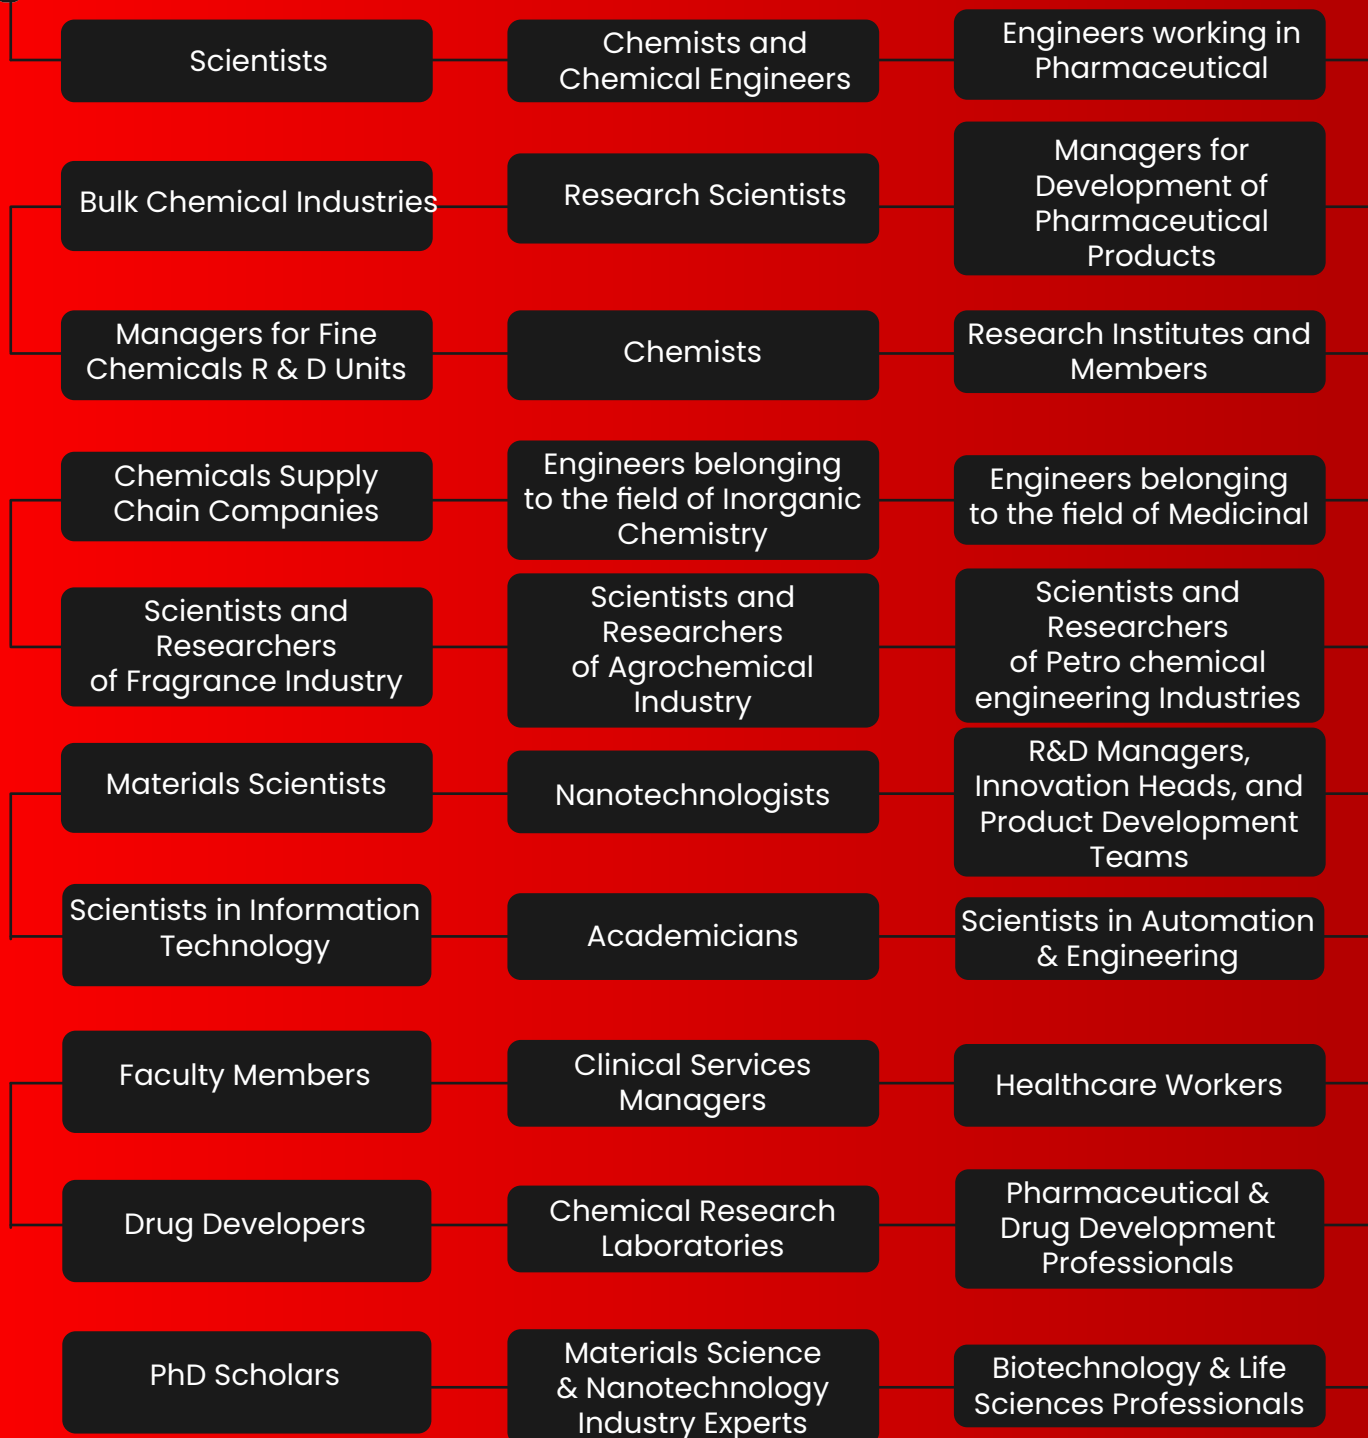 Scientists
Chemists and
Chemical Engineers
Engineers working in
Pharmaceutical
Bulk Chemical Industries
Research Scientists
Managers for
Development of
Pharmaceutical
Products
Managers for Fine
Chemicals R & D Units
Chemists
Research Institutes and
Members
Chemicals Supply
Chain Companies
Engineers belonging
to the field of Inorganic
Chemistry
Engineers belonging
to the field of Medicinal
Scientists and
Researchers
of Fragrance Industry
Scientists and
Researchers
of Agrochemical
Industry
Scientists and
Researchers
of Petro chemical
engineering Industries
Materials Scientists
Nanotechnologists
R&D Managers,
Innovation Heads, and
Product Development
Teams
Scientists in Information
Technology
Academicians
Scientists in Automation
& Engineering
Faculty Members
Clinical Services
Managers
Healthcare Workers
Drug Developers
Chemical Research
Laboratories
Pharmaceutical &
Drug Development
Professionals
PhD Scholars
Materials Science
& Nanotechnology
Industry Experts
Biotechnology & Life
Sciences Professionals